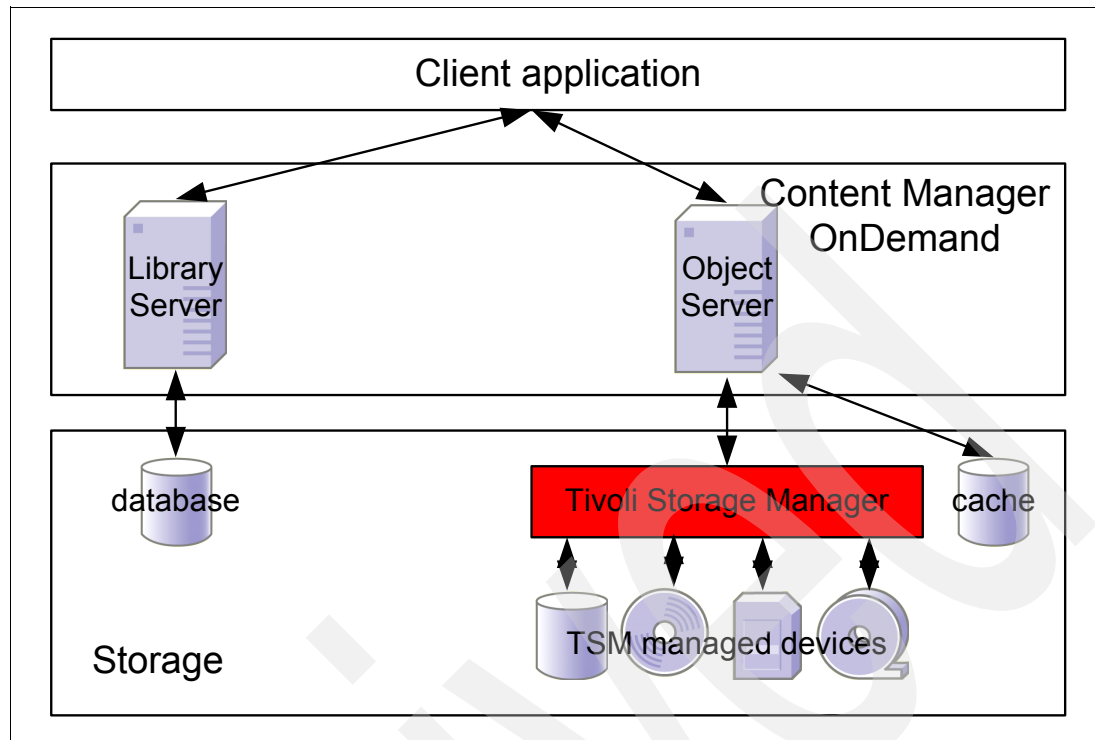 Client application
Content Manager
OnDemand
Library
Server
Object
Server
database
Tivoli Storage Manager
cache
TSM managed devices
Storage